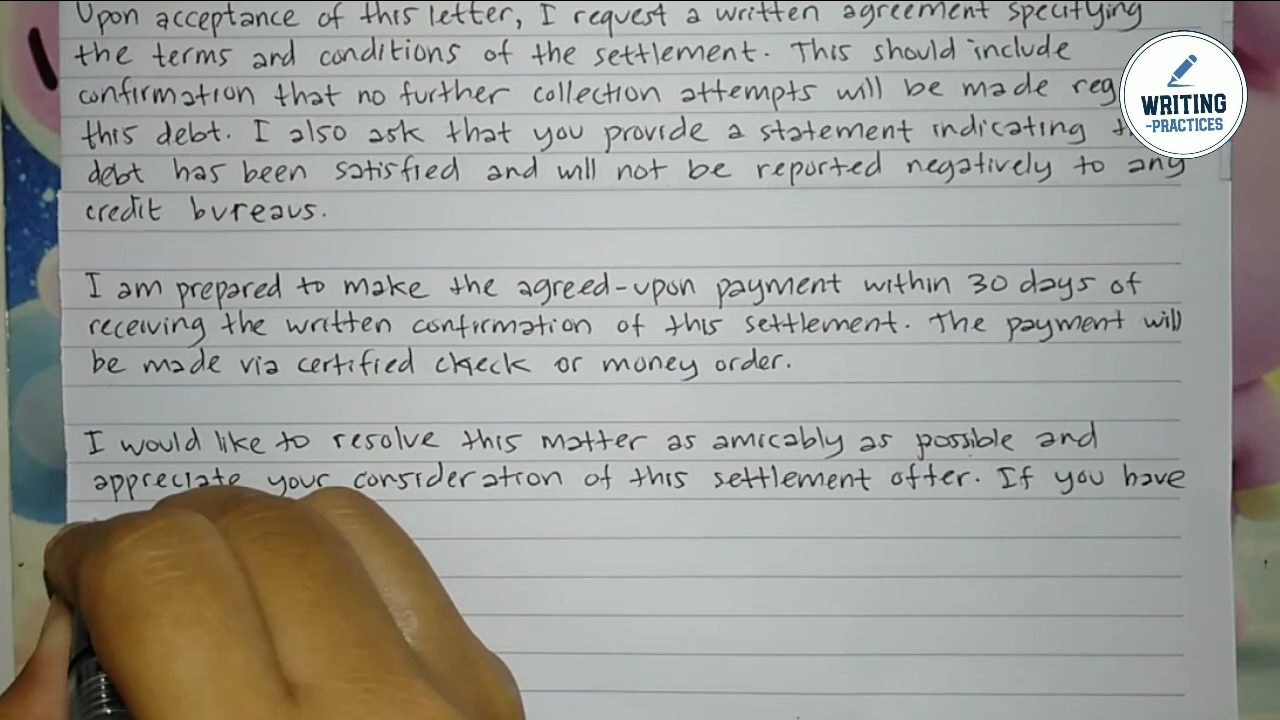 Upon acceptance of this letter, I request a written agreement specifying
the terms and conditions of the settlement. This should include
confirmation that no further collection attempts will be made reg
this debt. I also ask that you provide a statement indicating
debt has been satisfied and will not be reported negatively to any
credit bureaus.
I am prepared to make the agreed-upon payment within 30 days of
receiving the written confirmation of this settlement. The payment will
be made via certified check or money order.
I would like to resolve this matter as amicably as possible and
appreciate your consideration of this settlement offer. If you have
WRITING
-PRACTICES